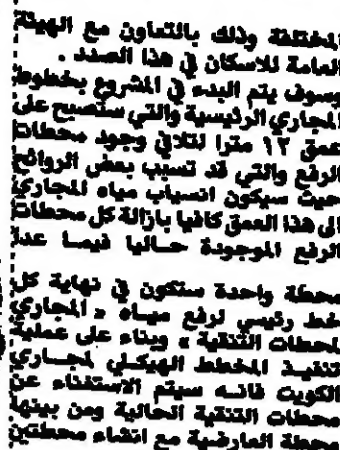 المختلفة وذلك بالتعاون مع الهيئة
العامة للاسكان في هذا الصدد .
وسوف يتم البدء في المشروع بخطوط
المجاري الرئيسية والتي ستصبح على
عمق ١٢ مترا لتلافي وجود محطات
الرفع والتي قد تسبب بعض الروائح
حيث سيكون انسياب مياه المجاري
الى هذا العمق كافيا بازالة كل محطات
الرفع الموجودة حاليا فيما عدا
محطة واحدة ستكون في نهاية كل
خط رئيسي لرفع مياه « المجاري
لمحطات التنقية » وبناء على عملية
تنفيذ المخطط الهيكلي لمجاري
الكويت فانه سيتم الاستغناء عن
محطات التنقية الحالية ومن بينها
محطة العارضية مع انشاء محطتين